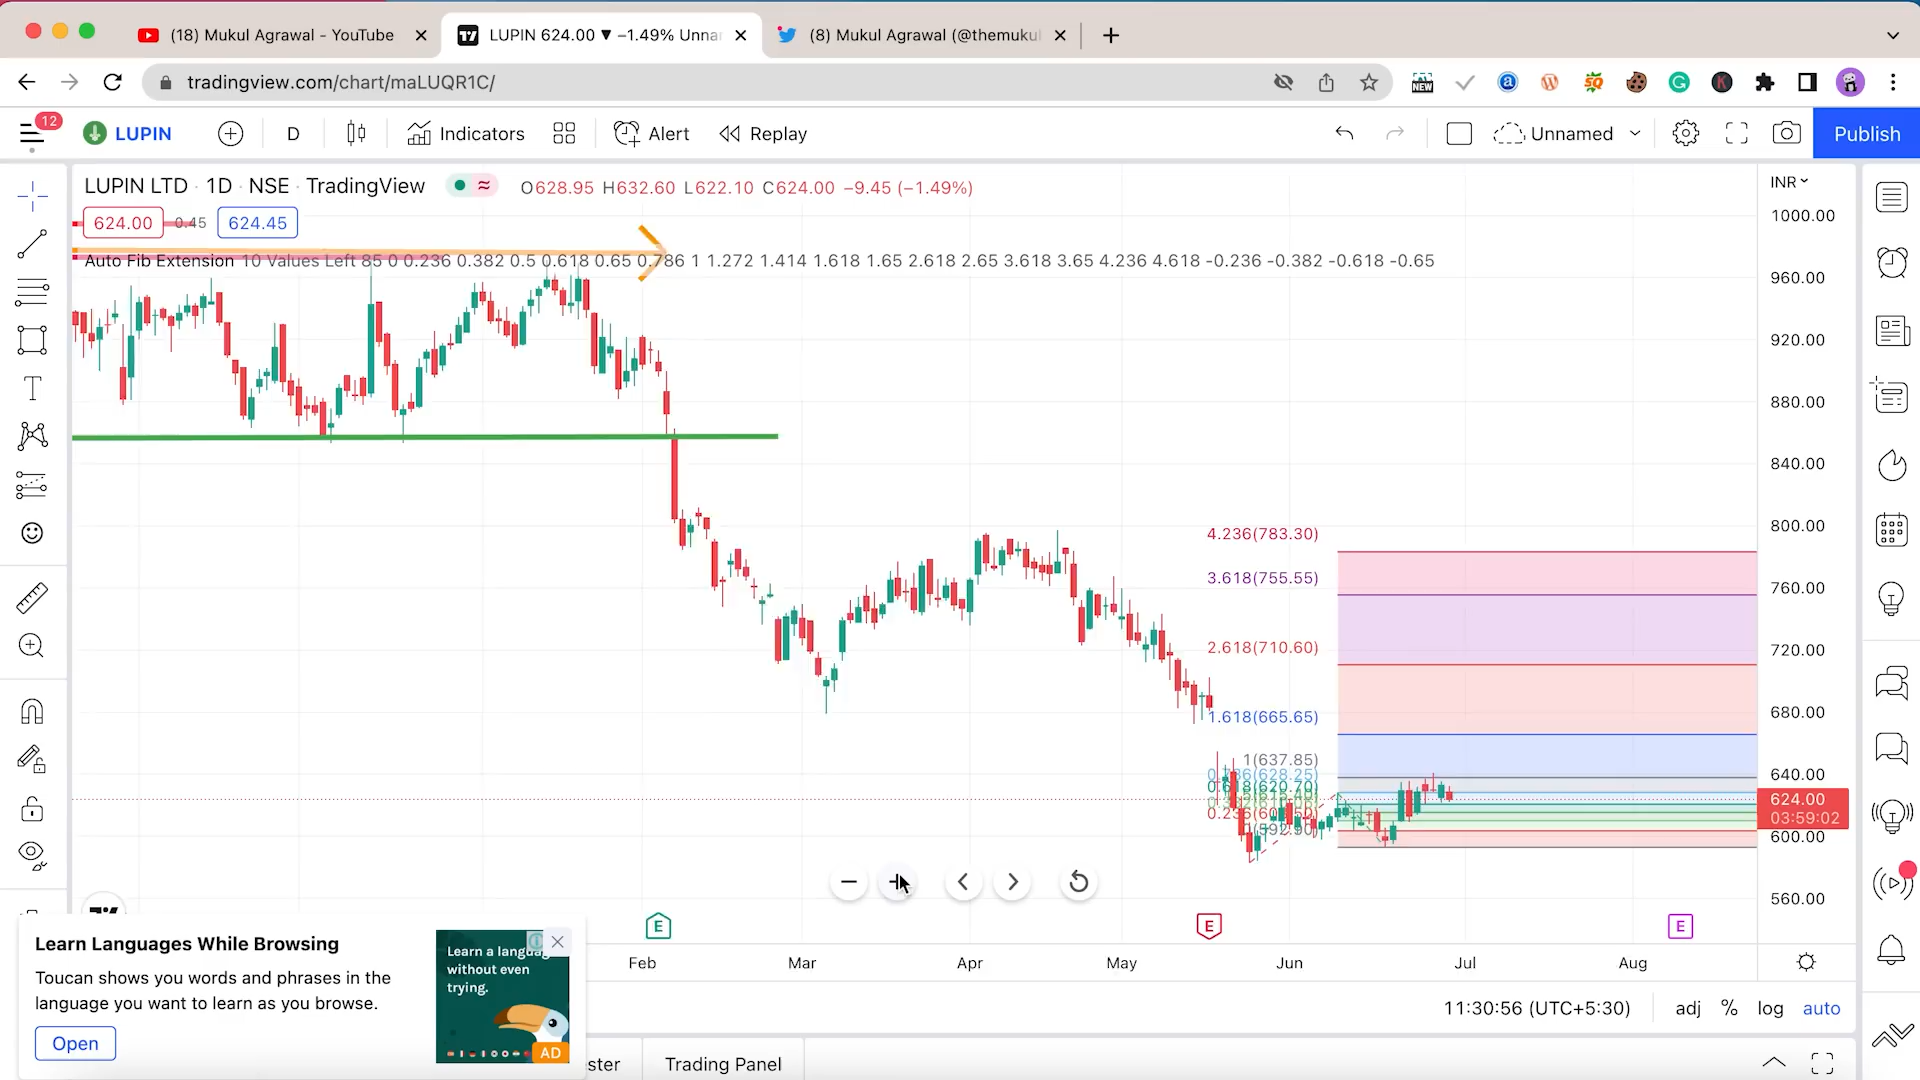 (18) Mukul Agrawal - YouTube
LUPIN 624.00 ▼ −1.49% Unna
(8) Mukul Agrawal (@themukul
tradingview.com/chart/maLUQR1C/
NEW
12
LUPIN
D
Indicators
Alert
Replay
Unnamed
Publish
LUPIN LTD · 1D · NSE · TradingView
O628.95 H632.60 L622.10 C624.00 −9.45 (−1.49%)
INR
624.00
0.45
624.45
Auto Fib Extension 10 Values Left 85 0 0.236 0.382 0.5 0.618 0.65 0.786 1 1.272 1.414 1.618 1.65 2.618 2.65 3.618 3.65 4.236 4.618 -0.236 -0.382 -0.618 -0.65
1000.00
960.00
920.00
880.00
840.00
800.00
760.00
720.00
680.00
640.00
624.00
03:59:02
600.00
560.00
4.236(783.30)
3.618(755.55)
2.618(710.60)
1.618(665.65)
1(637.85)
0.786(628.25)
0.618(620.70)
E
E
E
Feb
Mar
Apr
May
Jun
Jul
Aug
Learn Languages While Browsing
Toucan shows you words and phrases in the
language you want to learn as you browse.
Open
Learn a language
without even
trying.
AD
11:30:56 (UTC+5:30)
adj
%
log
auto
ster
Trading Panel